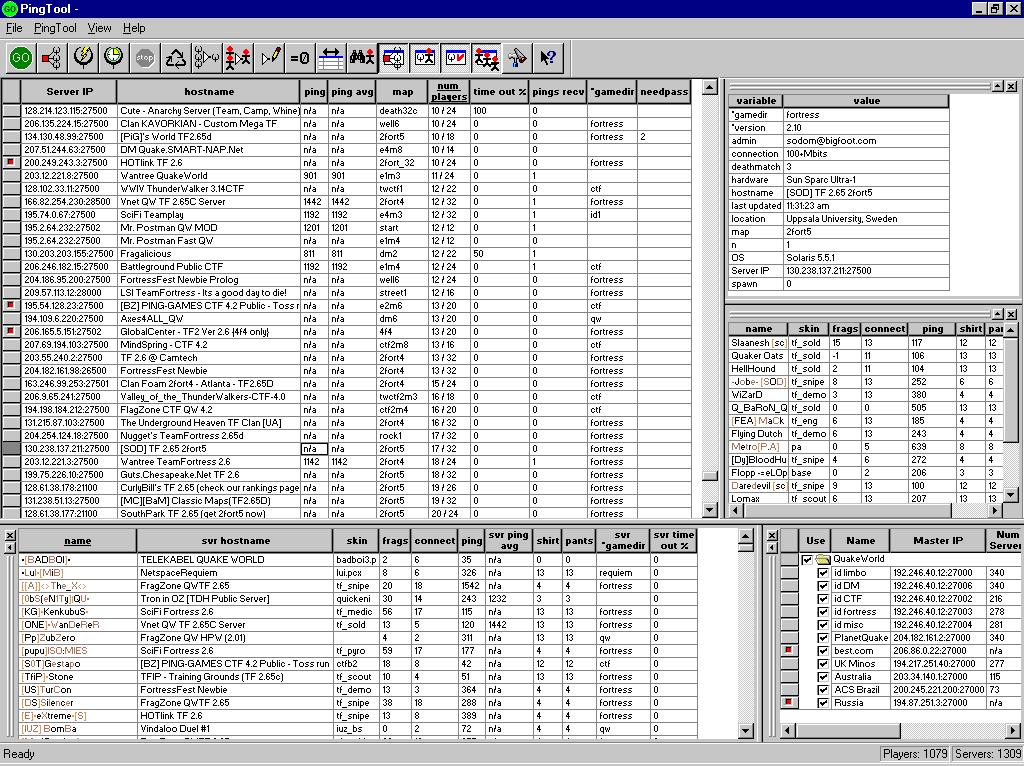 PingTool -
File PingTool View Help
GO stop =0
Server IP hostname ping ping avg map num players time out % pings recv *gamedir needpass
128.214.123.115:27500 Cute - Anarchy Server (Team, Camp, Whine) n/a n/a death32c 10 / 24 100
206.135.224.15:27500 Clan KAVORKIAN - Custom Mega TF n/a n/a well6 10 / 24 0 0 fortress
134.130.48.99:27500 [PiG]'s World TF2.65d n/a n/a 2fort5 10 / 18 0 0 fortress 2
207.51.244.63:27500 DM Quake.SMART-NAP.Net n/a n/a e4m8 10 / 14 0 0
200.249.243.3:27500 HOTlink TF 2.6 n/a n/a 2fort_32 10 / 24 0 0 fortress
203.12.221.8:27500 Wantree QuakeWorld 901 901 e1m3 11 / 24 0 1
128.102.33.11:27500 WWIV ThunderWalker 3.14CTF n/a n/a twctf1 12 / 22 0 0 ctf
166.82.254.230:28500 Vnet QW TF 2.65C Server 1442 1442 2fort4 12 / 32 0 1 fortress
195.74.0.67:27500 SciFi Teamplay 1192 1192 e4m3 12 / 32 0 1 id1
195.2.64.232:27502 Mr. Postman QW MOD 1201 1201 start 12 / 12 0 1
195.2.64.232:27500 Mr. Postman Fast QW n/a n/a e1m4 12 / 12 0 0
130.203.203.155:27500 Fragalicious 811 811 dm2 12 / 22 50 1
206.246.182.15:27500 Battleground Public CTF 1192 1192 e1m4 12 / 24 0 1 ctf
204.186.95.200:27500 FortressFest Newbie Prolog n/a n/a well6 12 / 24 0 0 fortress
209.57.113.12:28000 LSI TeamFortress - Its a good day to die! n/a n/a street1 12 / 16 0 0 fortress
195.54.128.23:27500 [BZ] PING-GAMES CTF 4.2 Public - Toss run n/a n/a e2m6 13 / 20 0 0 ctf
194.109.6.220:27500 Axes4ALL_QW n/a n/a dm6 13 / 20 0 0 qw
206.165.5.151:27502 GlobalCenter - TF2 Ver 2.6 {4f4 only} n/a n/a 4f4 13 / 20 0 0 fortress
207.69.194.103:27500 MindSpring - CTF 4.2 n/a n/a ctf2m8 13 / 16 0 0 ctf
203.55.240.2:27500 TF 2.6 @ Camtech n/a n/a 2fort4 13 / 32 0 0 fortress
204.182.161.98:26500 FortressFest Newbie n/a n/a 2fort4 13 / 32 0 0 fortress
163.246.99.253:27501 Clan Foam 2fort4 - Atlanta - TF2.65D n/a n/a 2fort4 15 / 24 0 0 fortress
206.9.65.241:27500 Valley_of_the_ThunderWalkers-CTF-4.0 n/a n/a twctf2m3 16 / 18 0 0 ctf
194.198.184.212:27500 FlagZone CTF QW 4.2 n/a n/a ctf2m4 16 / 20 0 0 ctf
131.215.87.103:27500 The Underground Heaven TF Clan [UA] n/a n/a 2fort4 16 / 32 0 0 fortress
204.254.124.18:27500 Nugget's TeamFortress 2.65d n/a n/a rock1 17 / 32 0 0 fortress
130.238.137.211:27500 [SOD] TF 2.65 2fort5 n/a n/a 2fort5 17 / 32 0 0 fortress
203.12.221.3:27500 Wantree TeamFortress 2.6 1142 1142 2fort4 18 / 24 0 1 fortress
199.75.226.10:27500 Guts.Chesapeake.Net TF 2.6 n/a n/a 2fort4 18 / 32 0 0 fortress
128.61.38.178:21100 CurlyBill's TF 2.65 (check our rankings page n/a n/a 2fort5 19 / 32 0 0 fortress
131.238.51.13:27500 [MC][BaM] Classic Maps(TF2.65D) n/a n/a 2fort5 19 / 26 0 0 fortress
128.61.38.177:27500 SouthPark TF 2.65 (get 2fort5 now) n/a n/a 2fort5 20 / 24 0 0 fortress
variable value
*gamedir fortress
*version 2.10
admin sodom@bigfoot.com
connection 100+Mbits
deathmatch 3
hardware Sun Sparc Ultra-1
hostname [SOD] TF 2.65 2fort5
last updated 11:31:23 am
location Uppsala University, Sweden
map 2fort5
n 1
OS Solaris 5.5.1
Server IP 130.238.137.211:27500
spawn 0
name skin frags connect ping shirt pan
Slaanesh [sc] tf_sold 15 13 117 12 12
Quaker Oats tf_sold -1 11 106 13 13
HellHound tf_sold 2 11 104 13 13
-Jobe- [SOD] tf_snipe 8 13 252 6 6
WiZarD tf_demo 3 13 380 4 4
Q_BaRoN_Q tf_sold 0 0 505 13 13
[FEA] MaCk tf_eng 6 13 185 4 4
Flying Dutch tf_demo 6 13 243 4 4
Metro[P.A] pa 0 5 639 8 8
[Dy]BloodHu tf_snipe 4 6 272 4 4
Flopp -=eLOp base 0 2 206 3 3
Daredevil [sc] tf_snipe 9 13 100 12 12
Lomax tf_scout 6 13 207 13 13
name svr hostname skin frags connect ping svr ping avg shirt pants svr *gamedir svr time out %
•[BADBOI]• TELEKABEL QUAKE WORLD badboi3.p 2 6 35 n/a 0 0 0
•Lul•[MiB] NetspaceRequiem lui.pcx 8 6 326 n/a 13 13 requiem 0
[[A]]<>The_X<> FragZone QWTF 2.65 tf_snipe 20 18 1542 n/a 4 4 fortress 0
[0bS[eN1Ty]|QU• Tron in OZ [TDH Public Server] quickeni 30 14 243 1232 3 3 0
[KG]•KenkubuS• SciFi Fortress 2.6 tf_medic 56 17 115 n/a 13 13 fortress 0
[ONE]•WanDeReR Vnet QW TF 2.65C Server tf_sold 13 5 120 1442 13 13 fortress 0
[Pp]ZubZero FragZone QW HPW (2.01) 4 2 311 n/a 13 13 qw 0
[pupu]ISO:MIES SciFi Fortress 2.6 tf_pyro 59 17 177 n/a 4 4 fortress 0
[S0T]Gestapo [BZ] PING-GAMES CTF 4.2 Public - Toss run ctfb2 18 8 42 n/a 12 12 ctf 0
[TfiP]•Stone TFIP - Training Grounds (TF 2.65c) tf_scout 10 4 51 n/a 13 13 fortress 0
[US]TurCon FortressFest Newbie tf_demo 13 3 364 n/a 4 4 fortress 0
[DS]Silencer FragZone QWTF 2.65 38 18 288 n/a 4 4 fortress 0
[E]•eXtreme•[S] HOTlink TF 2.6 tf_snipe 13 8 389 n/a 4 4 fortress 0
[IUZ] BomBa Vindaloo Duel #1 iuz_bs 0 2 72 n/a 4 4 qw 0
Use Name Master IP Num Server
QuakeWorld
id limbo 192.246.40.12:27000 340
id DM 192.246.40.12:27006 340
id CTF 192.246.40.12:27002 216
id fortress 192.246.40.12:27003 278
id misc 192.246.40.12:27004 281
PlanetQuake 204.182.161.2:27000 340
best.com 206.86.0.22:27000 n/a
UK Minos 194.217.251.40:27000 277
Australia 203.34.140.1:27000 115
ACS Brazil 200.245.221.200:27000 73
Russia 194.87.251.3:27000 n/a
Ready Players: 1079 Servers: 1309